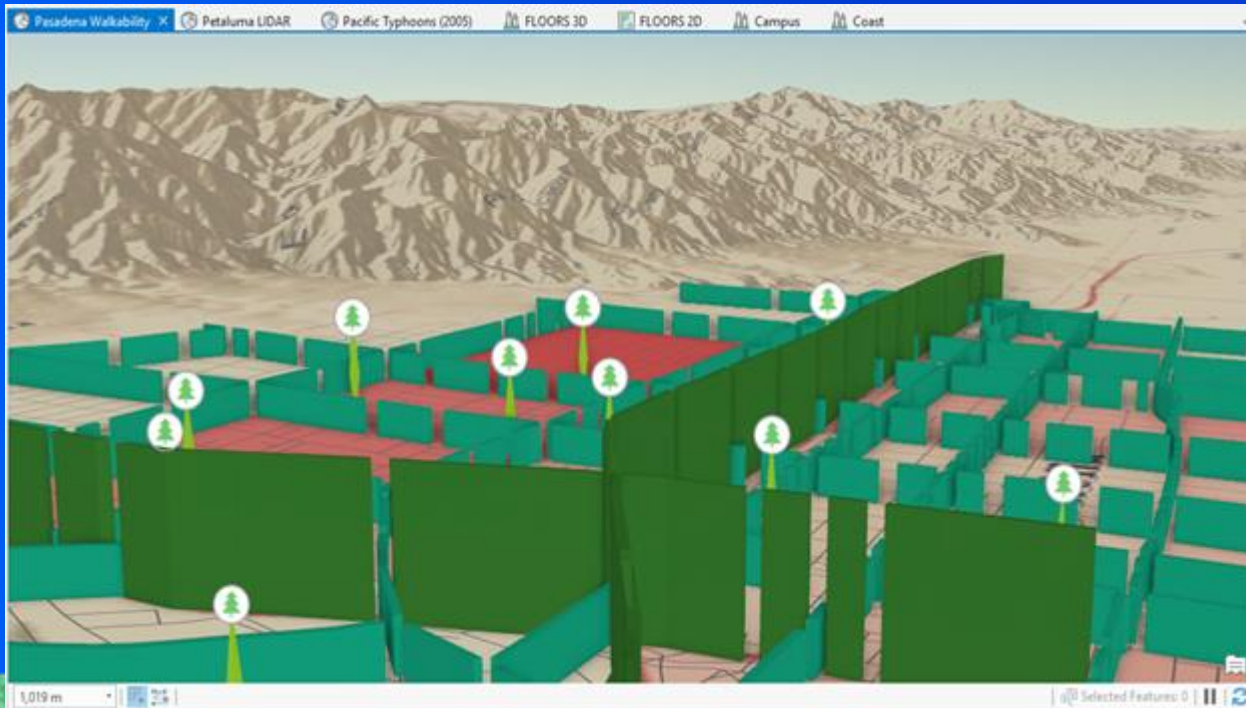 Pasadena Walkability Petaluma LIDAR Pacific Typhoons (2005) FLOORS 3D FLOORS 2D Campus Coast
1,019 m Selected Features: 0